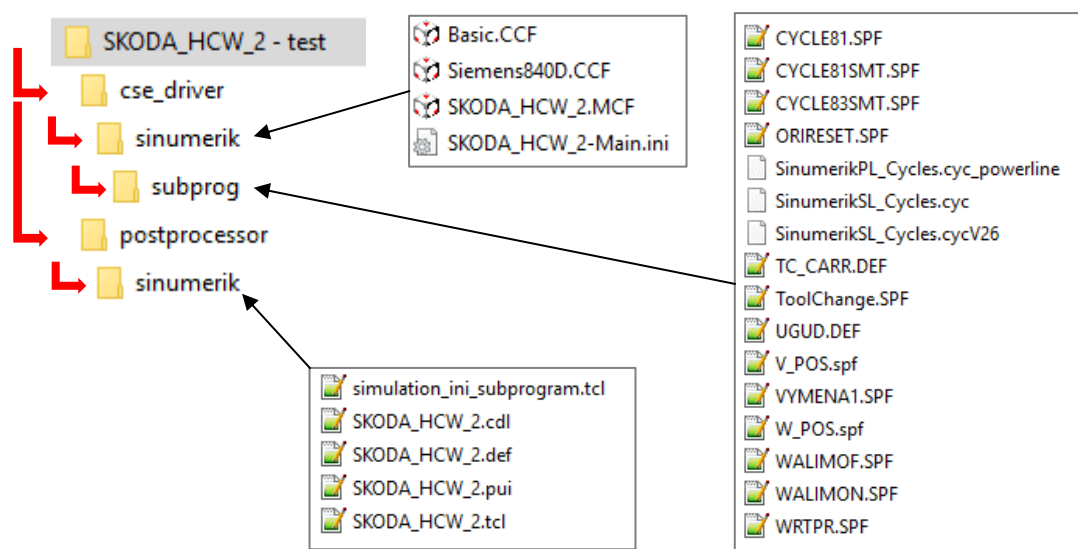 SKODA_HCW_2 - test
cse_driver
sinumerik
subprog
postprocessor
sinumerik
Basic.CCF
Siemens840D.CCF
SKODA_HCW_2.MCF
SKODA_HCW_2-Main.ini
CYCLE81.SPF
CYCLE81SMT.SPF
CYCLE83SMT.SPF
ORIRESET.SPF
SinumerikPL_Cycles.cyc_powerline
SinumerikSL_Cycles.cyc
SinumerikSL_Cycles.cycV26
TC_CARR.DEF
ToolChange.SPF
UGUD.DEF
V_POS.spf
VYMENA1.SPF
W_POS.spf
WALIMOF.SPF
WALIMON.SPF
WRTPR.SPF
simulation_ini_subprogram.tcl
SKODA_HCW_2.cdl
SKODA_HCW_2.def
SKODA_HCW_2.pui
SKODA_HCW_2.tcl